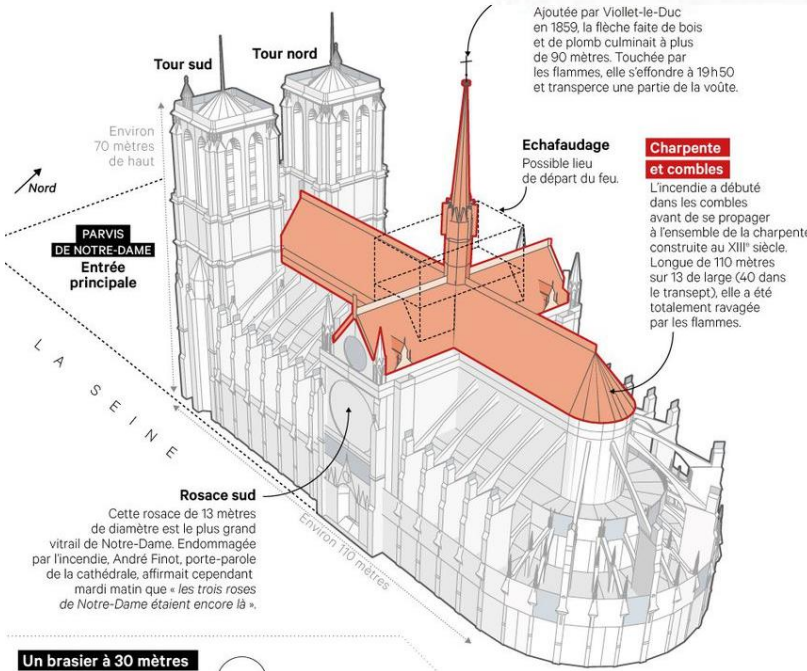 Ajoutée par Viollet-le-Duc
en 1859, la flèche faite de bois
et de plomb culminait à plus
de 90 mètres. Touchée par
les flammes, elle s'effondre à 19h50
et transperce une partie de la voûte.
Tour sud
Tour nord
Environ
70 mètres
de haut
Nord
Echafaudage
Possible lieu
de départ du feu.
Charpente
et combles
L'incendie a débuté
dans les combles
avant de se propager
à l'ensemble de la charpente
construite au XIIIe siècle.
Longue de 110 mètres
sur 13 de large (40 dans
le transept), elle a été
totalement ravagée
par les flammes.
PARVIS
DE NOTRE-DAME
Entrée
principale
LA SEINE
Rosace sud
Cette rosace de 13 mètres
de diamètre est le plus grand
vitrail de Notre-Dame. Endommagée
par l'incendie, André Finot, porte-parole
de la cathédrale, affirmait cependant
mardi matin que « les trois roses
de Notre-Dame étaient encore là ».
Environ 110 mètres
Un brasier à 30 mètres